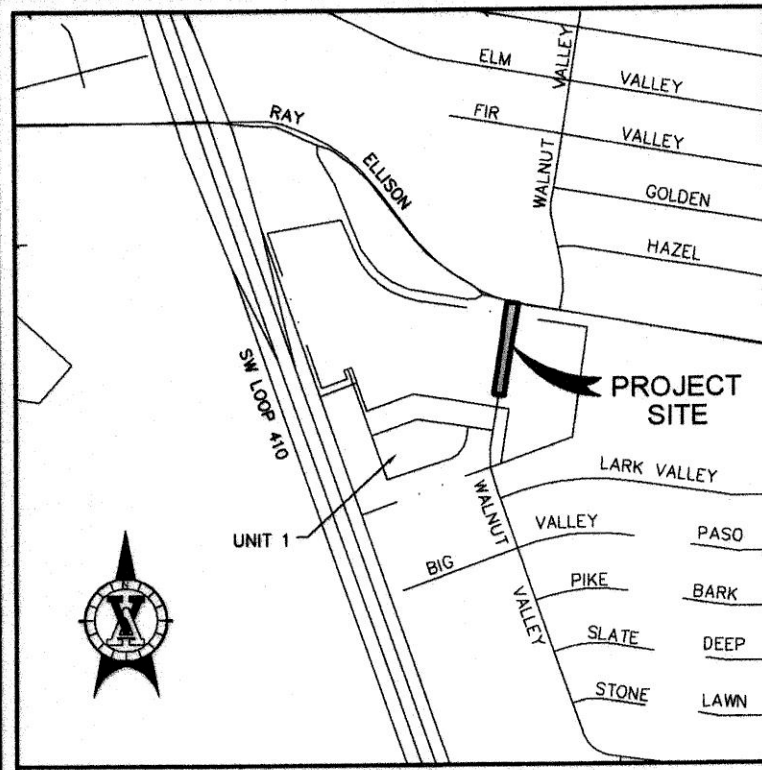 ELM VALLEY
VALLEY
FIR VALLEY
WALNUT
GOLDEN
HAZEL
RAY ELLISON
SW LOOP 410
PROJECT
SITE
UNIT 1
LARK VALLEY
WALNUT VALLEY
BIG VALLEY
PASO
PIKE
BARK
SLATE
DEEP
STONE
LAWN
N